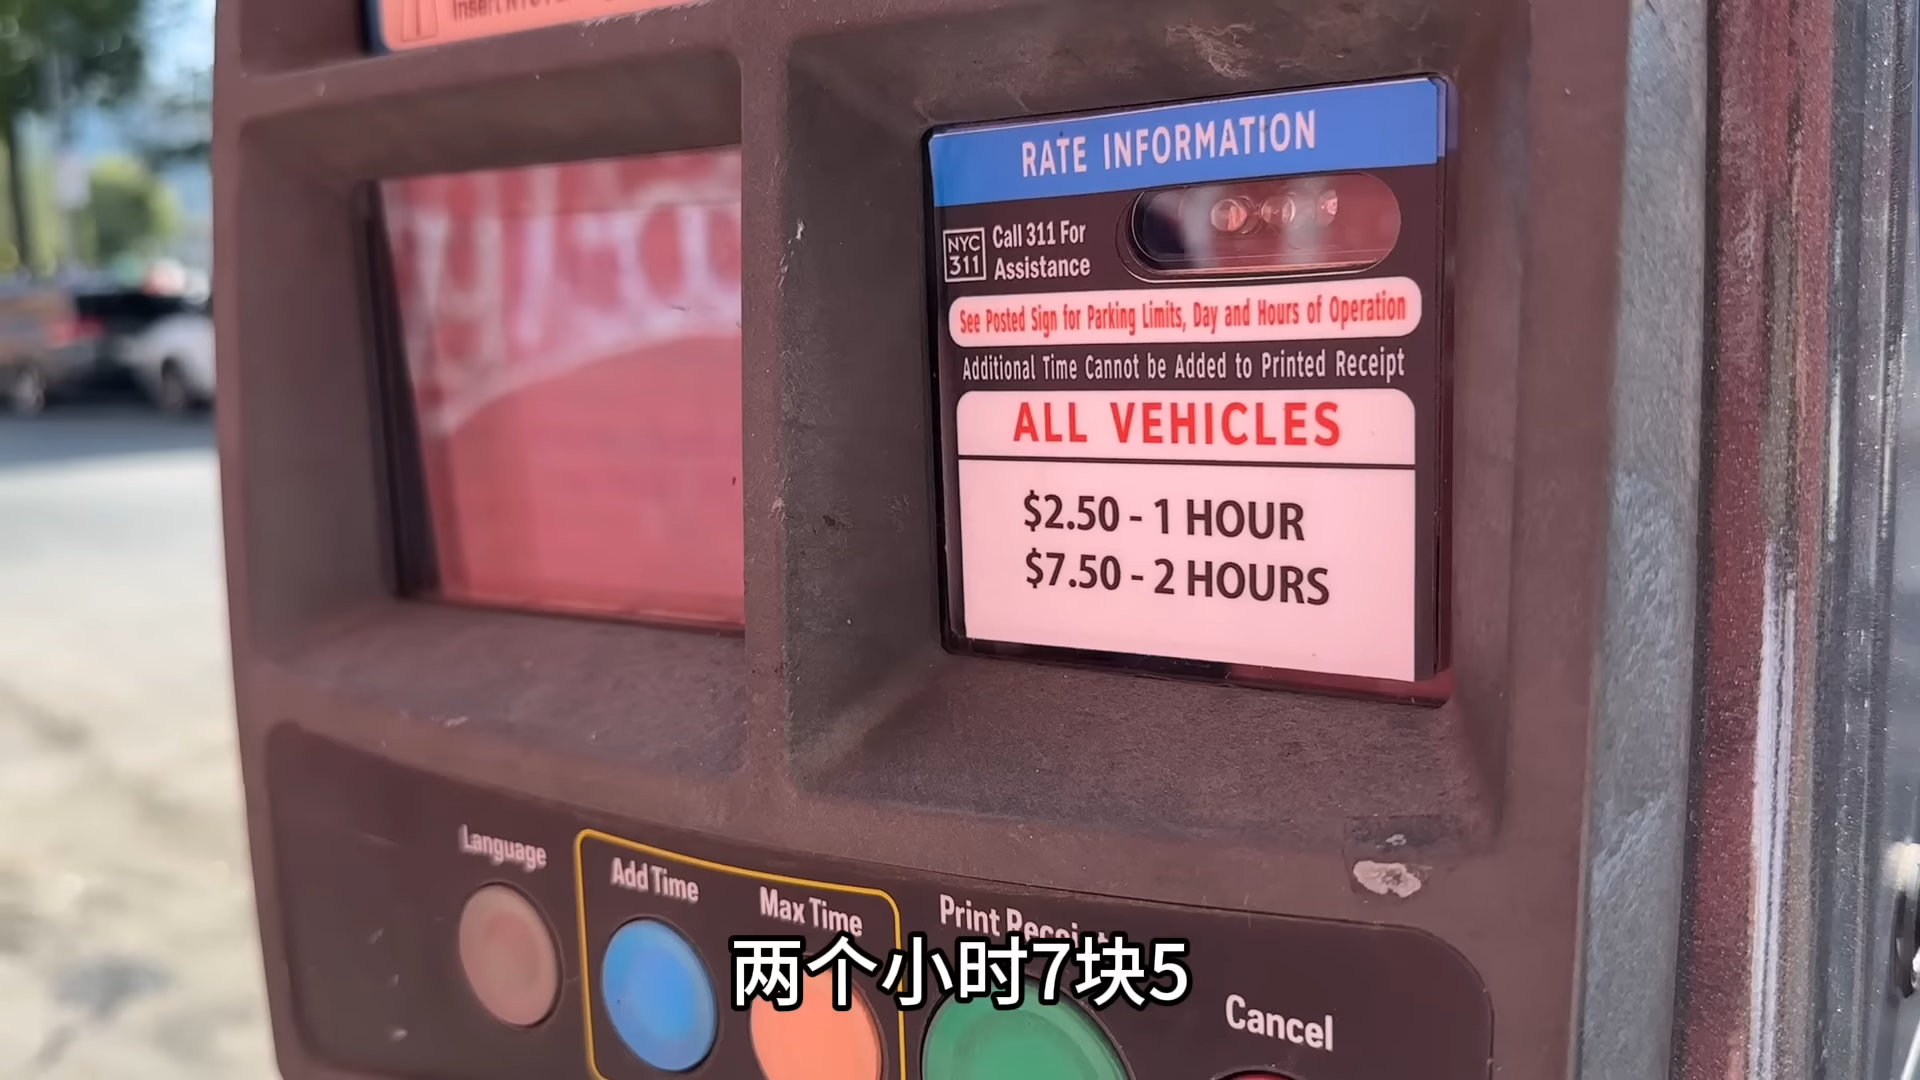 RATE INFORMATION
NYC 311
Call 311 For
Assistance
See Posted Sign for Parking Limits, Day and Hours of Operation
Additional Time Cannot be Added to Printed Receipt
ALL VEHICLES
$2.50 - 1 HOUR
$7.50 - 2 HOURS
Language
Add Time
Max Time
Print Receipt
两个小时7块5
Cancel